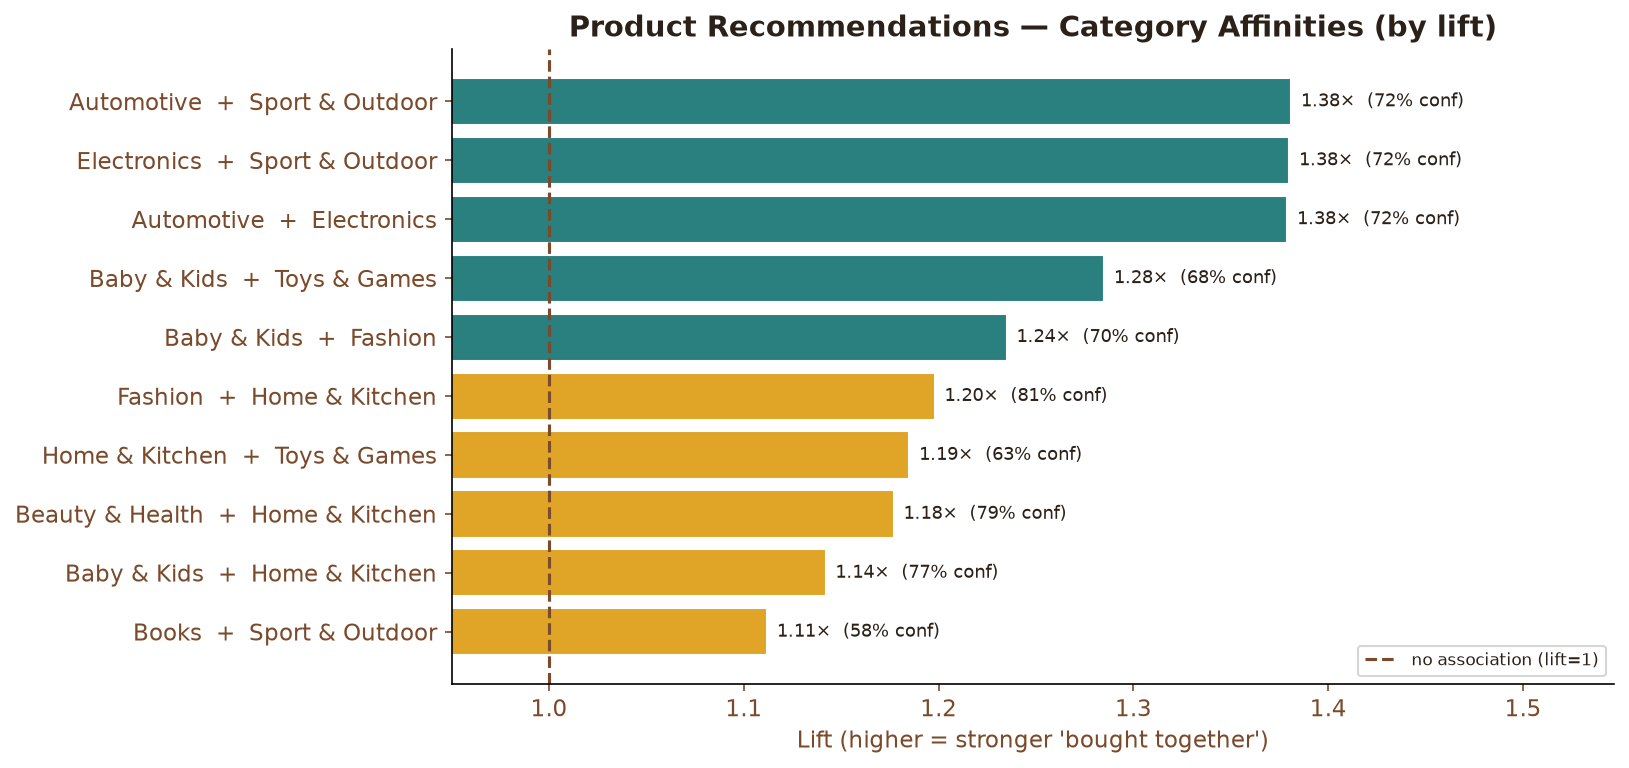 Product Recommendations — Category Affinities (by lift)
Automotive + Sport & Outdoor 1.38× (72% conf)
Electronics + Sport & Outdoor 1.38× (72% conf)
Automotive + Electronics 1.38× (72% conf)
Baby & Kids + Toys & Games 1.28× (68% conf)
Baby & Kids + Fashion 1.24× (70% conf)
Fashion + Home & Kitchen 1.20× (81% conf)
Home & Kitchen + Toys & Games 1.19× (63% conf)
Beauty & Health + Home & Kitchen 1.18× (79% conf)
Baby & Kids + Home & Kitchen 1.14× (77% conf)
Books + Sport & Outdoor 1.11× (58% conf)
no association (lift=1)
1.0 1.1 1.2 1.3 1.4 1.5
Lift (higher = stronger 'bought together')